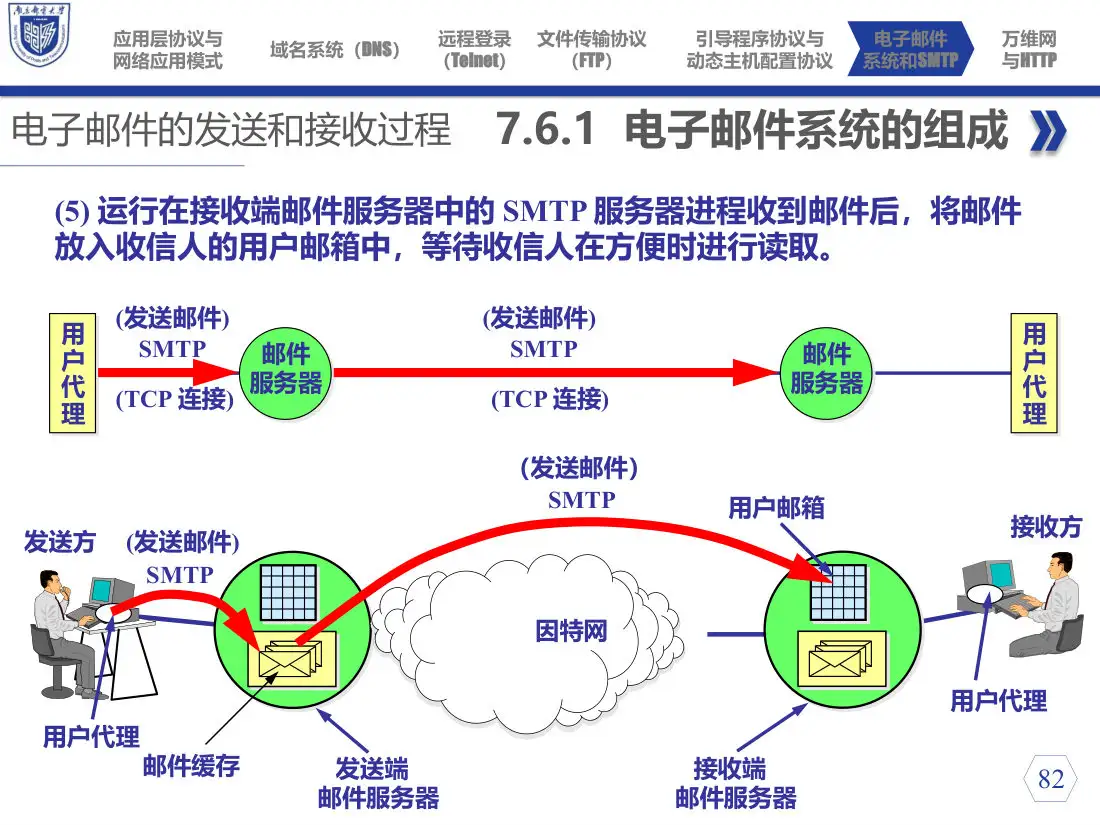 南京邮电大学
应用层协议与
网络应用模式
域名系统（DNS）
远程登录
（Telnet）
文件传输协议
（FTP）
引导程序协议与
动态主机配置协议
电子邮件
系统和SMTP
万维网
与HTTP
电子邮件的发送和接收过程
7.6.1 电子邮件系统的组成
(5) 运行在接收端邮件服务器中的 SMTP 服务器进程收到邮件后，将邮件
放入收信人的用户邮箱中，等待收信人在方便时进行读取。
用户代理
(发送邮件)
SMTP
(TCP 连接)
邮件
服务器
(发送邮件)
SMTP
(TCP 连接)
邮件
服务器
用户代理
（发送邮件）
SMTP
用户邮箱
接收方
发送方
(发送邮件)
SMTP
因特网
用户代理
用户代理
邮件缓存
发送端
邮件服务器
接收端
邮件服务器
82